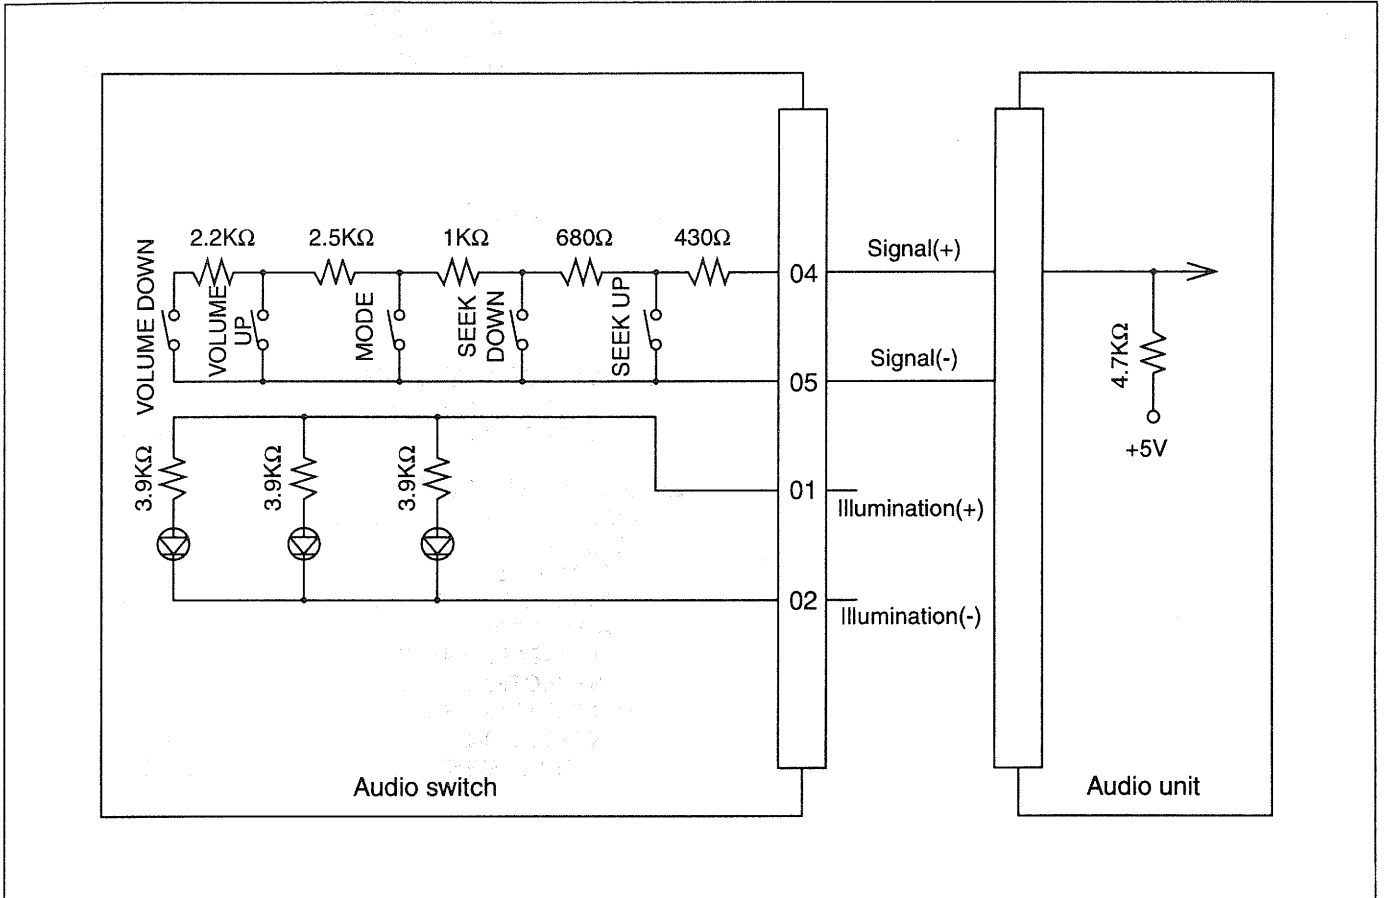 2.2KΩ
2.5KΩ
1KΩ
680Ω
430Ω
VOLUME DOWN
VOLUME
UP
MODE
SEEK
DOWN
SEEK UP
04
Signal(+)
05
Signal(-)
4.7KΩ
+5V
3.9KΩ
3.9KΩ
3.9KΩ
01
Illumination(+)
02
Illumination(-)
Audio switch
Audio unit